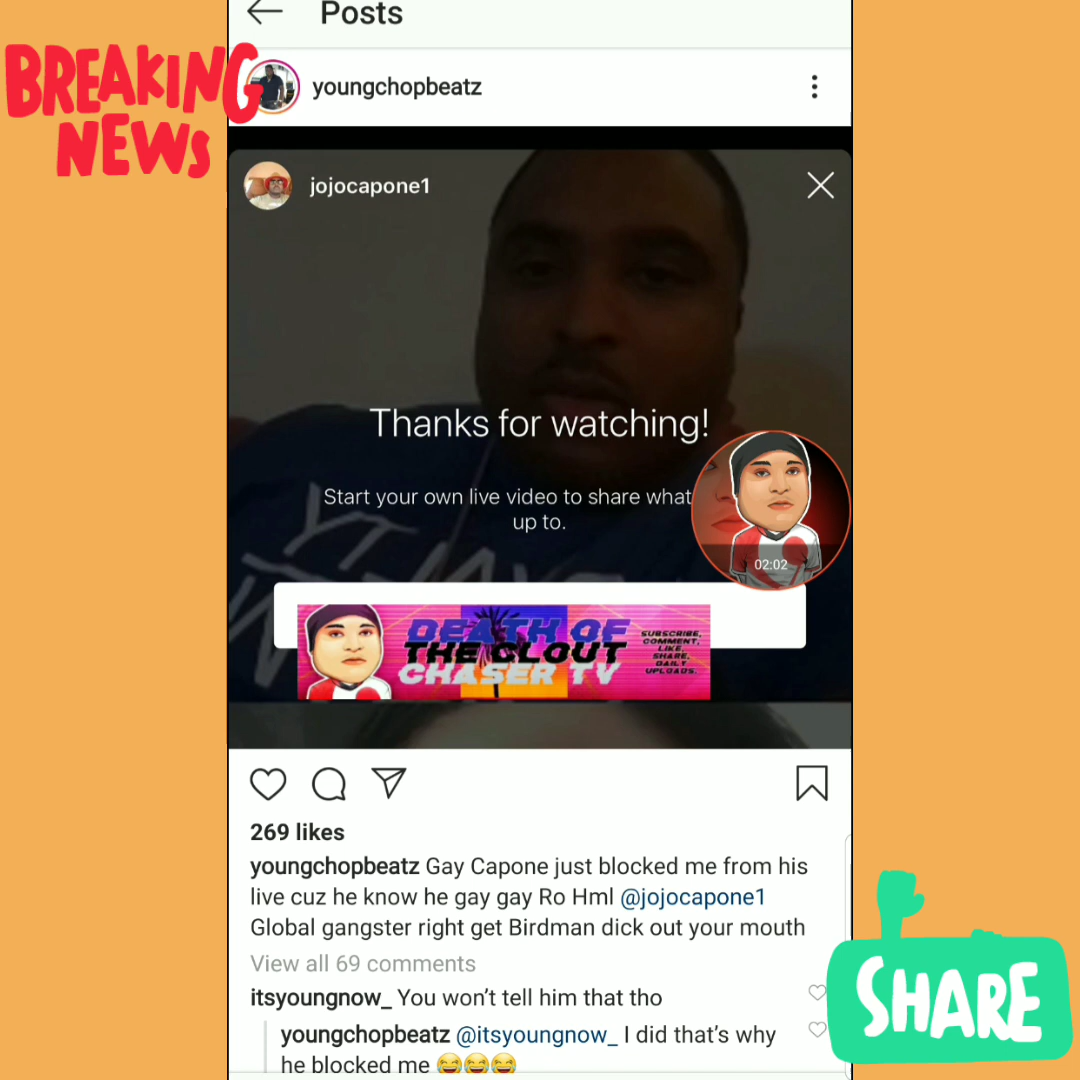 Posts
BREAKING
NEWS
youngchopbeatz
jojocapone1
Thanks for watching!
Start your own live video to share what
up to.
02:02
DEATH OF
THE CLOUT
CHASER TV
SUBSCRIBE,
COMMENT,
LIKE,
SHARE,
DAILY
UPLOADS.
269 likes
youngchopbeatz Gay Capone just blocked me from his
live cuz he know he gay gay Ro Hml @jojocapone1
Global gangster right get Birdman dick out your mouth
View all 69 comments
itsyoungnow_ You won't tell him that tho
youngchopbeatz @itsyoungnow_ I did that's why
he blocked me 😂😂😂
SHARE